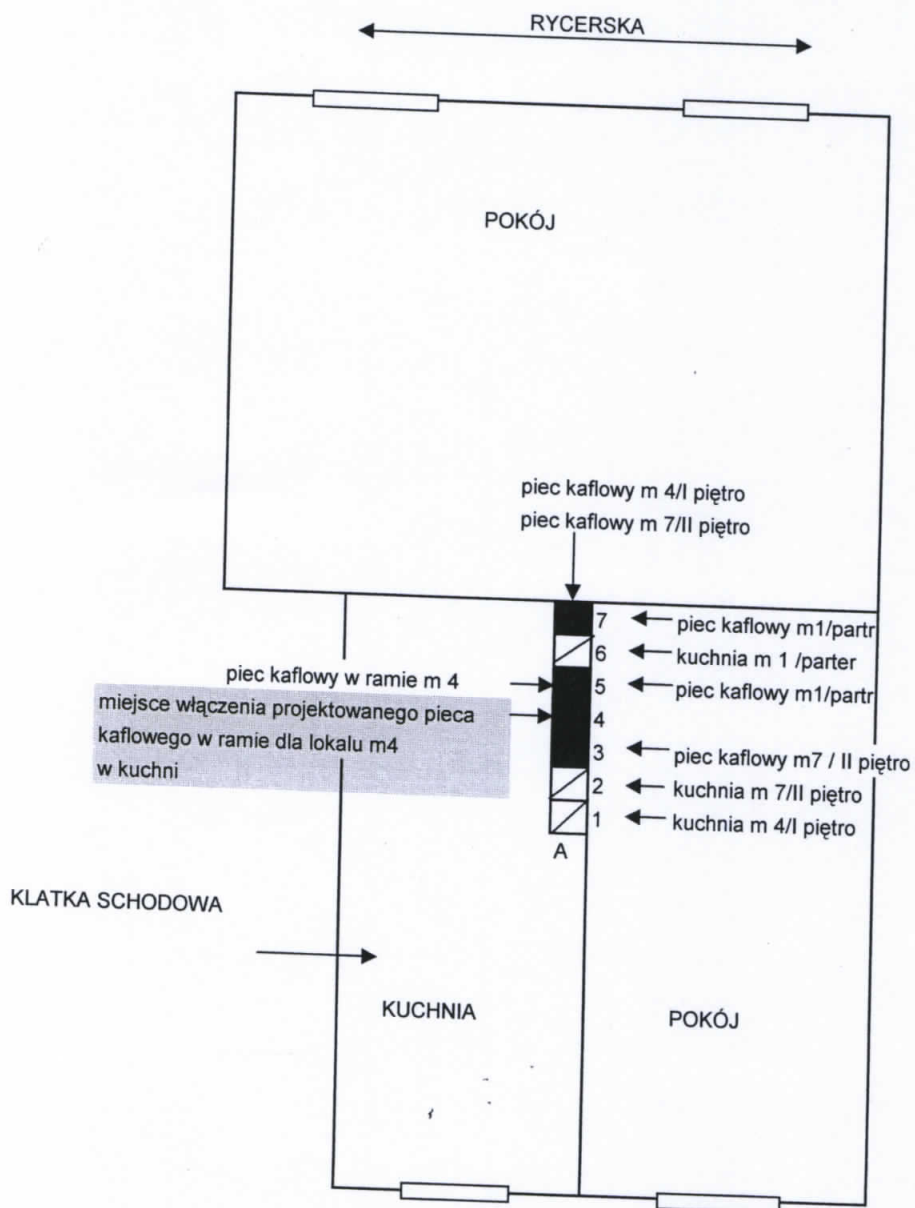 RYCERSKA
POKÓJ
piec kaflowy m 4/I piętro
piec kaflowy m 7/II piętro
7 piec kaflowy m1/partr
6 kuchnia m 1 /parter
piec kaflowy w ramie m 4
5 piec kaflowy m1/partr
miejsce włączenia projektowanego pieca
kaflowego w ramie dla lokalu m4
w kuchni
4
3 piec kaflowy m7 / II piętro
2 kuchnia m 7/II piętro
1 kuchnia m 4/I piętro
A
KLATKA SCHODOWA
KUCHNIA
POKÓJ